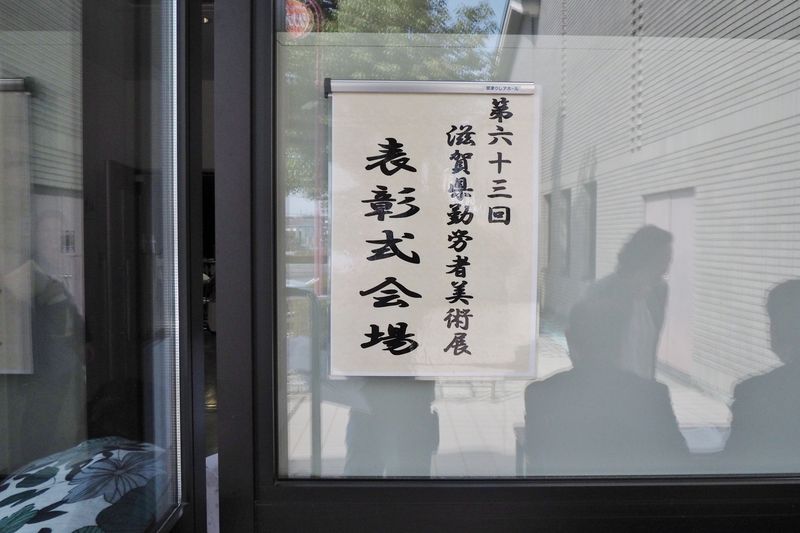 第六十三回
滋賀県勤労者美術展
表彰式会場